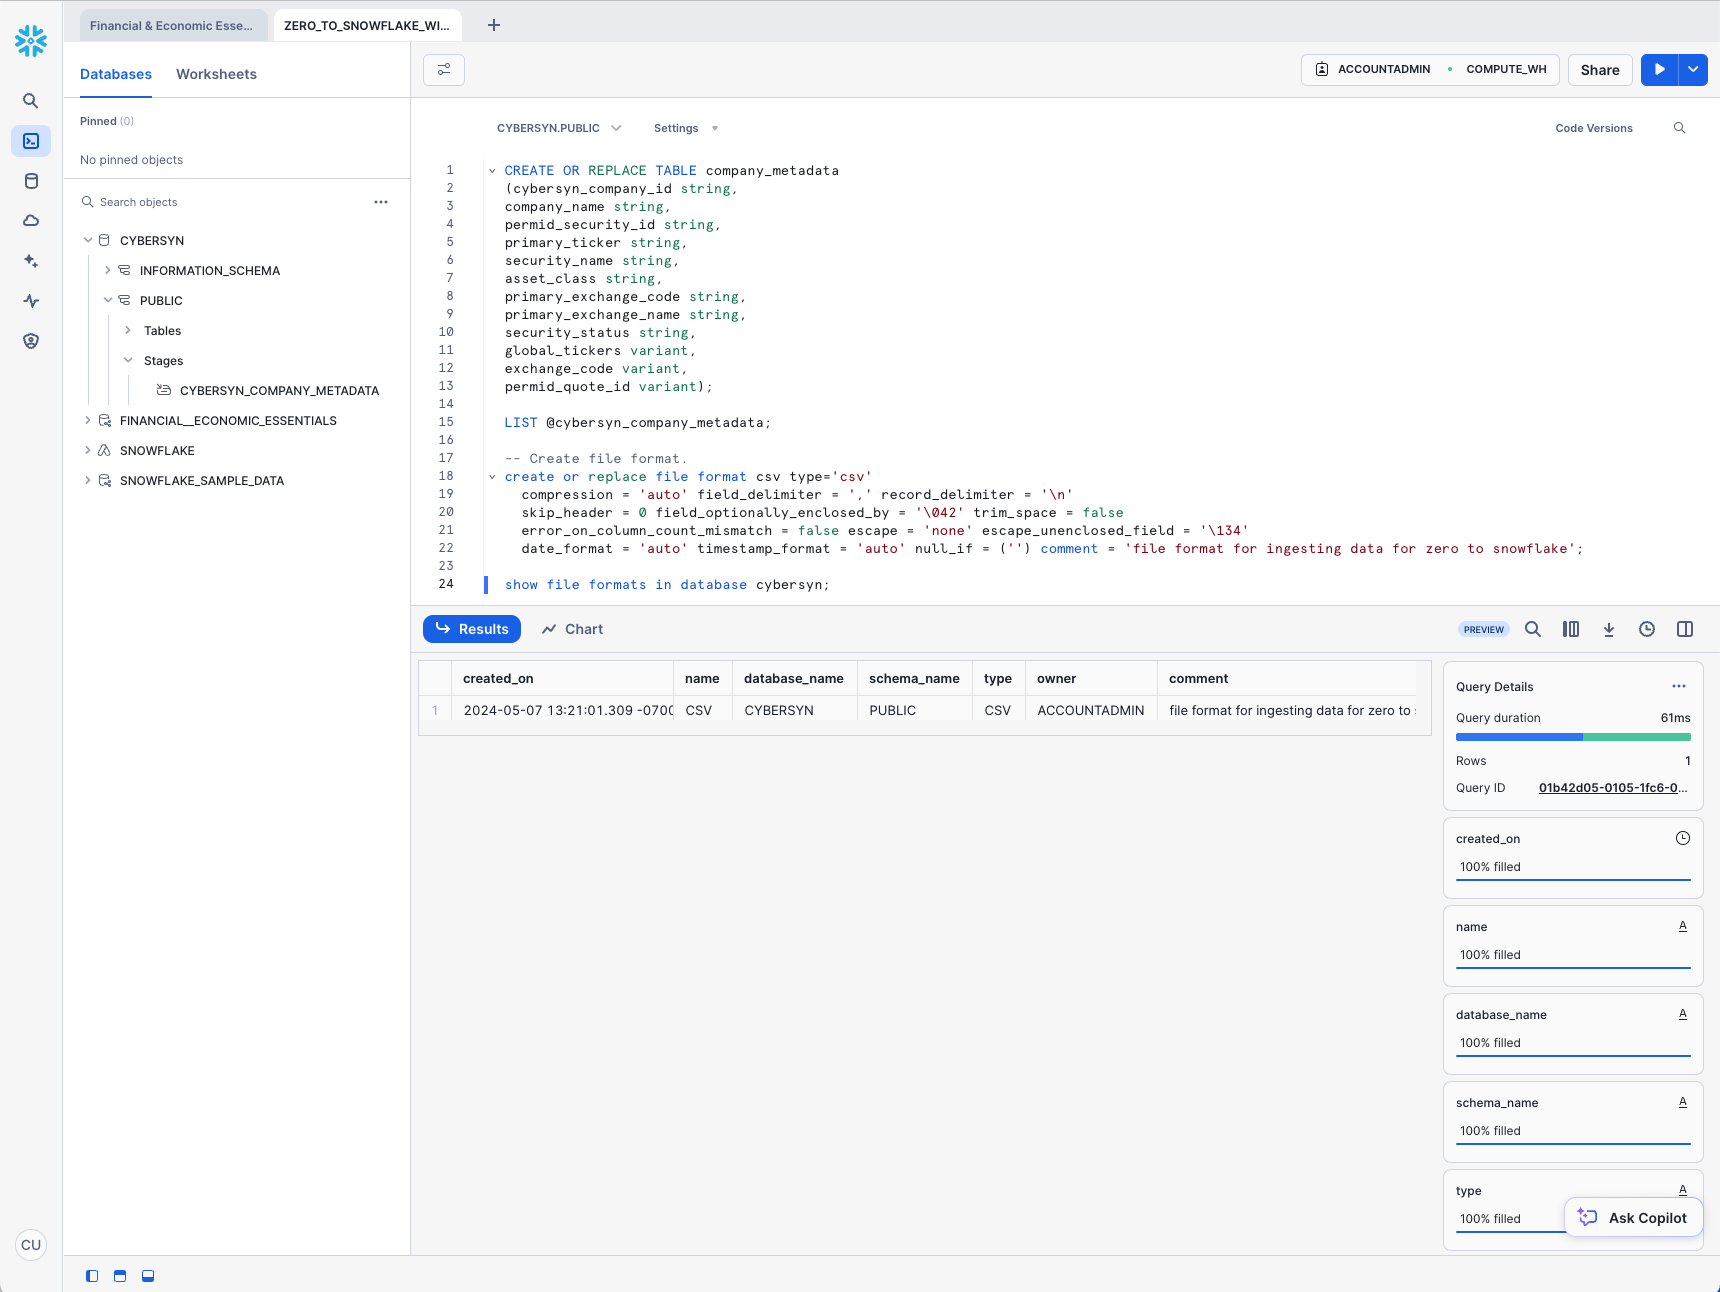 Financial & Economic Esse...
ZERO_TO_SNOWFLAKE_WI...
Databases
Worksheets
ACCOUNTADMIN
COMPUTE_WH
Share
Pinned (0)
No pinned objects
Search objects
CYBERSYN
INFORMATION_SCHEMA
PUBLIC
Tables
Stages
CYBERSYN_COMPANY_METADATA
FINANCIAL__ECONOMIC_ESSENTIALS
SNOWFLAKE
SNOWFLAKE_SAMPLE_DATA
CU
CYBERSYN.PUBLIC
Settings
Code Versions
1 CREATE OR REPLACE TABLE company_metadata
2 (cybersyn_company_id string,
3 company_name string,
4 permid_security_id string,
5 primary_ticker string,
6 security_name string,
7 asset_class string,
8 primary_exchange_code string,
9 primary_exchange_name string,
10 security_status string,
11 global_tickers variant,
12 exchange_code variant,
13 permid_quote_id variant);
14
15 LIST @cybersyn_company_metadata;
16
17 -- Create file format.
18 create or replace file format csv type='csv'
19 compression = 'auto' field_delimiter = ',' record_delimiter = '\n'
20 skip_header = 0 field_optionally_enclosed_by = '\042' trim_space = false
21 error_on_column_count_mismatch = false escape = 'none' escape_unenclosed_field = '\134'
22 date_format = 'auto' timestamp_format = 'auto' null_if = ('') comment = 'file format for ingesting data for zero to snowflake';
23
24 show file formats in database cybersyn;
Results
Chart
PREVIEW
created_on name database_name schema_name type owner comment
1 2024-05-07 13:21:01.309 -0700 CSV CYBERSYN PUBLIC CSV ACCOUNTADMIN file format for ingesting data for zero to
Query Details
Query duration 61ms
Rows 1
Query ID 01b42d05-0105-1fc6-0...
created_on
100% filled
name A
100% filled
database_name A
100% filled
schema_name A
100% filled
type A
100% filled
Ask Copilot